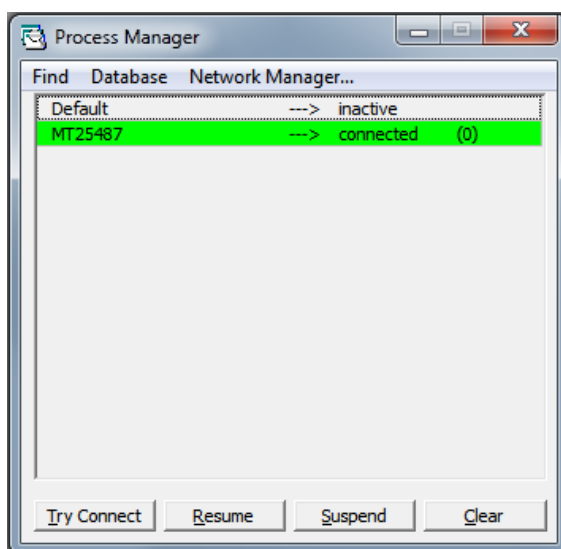 Process Manager
Find Database Network Manager...
Default ---> inactive
MT25487 ---> connected (0)
Try Connect Resume Suspend Clear